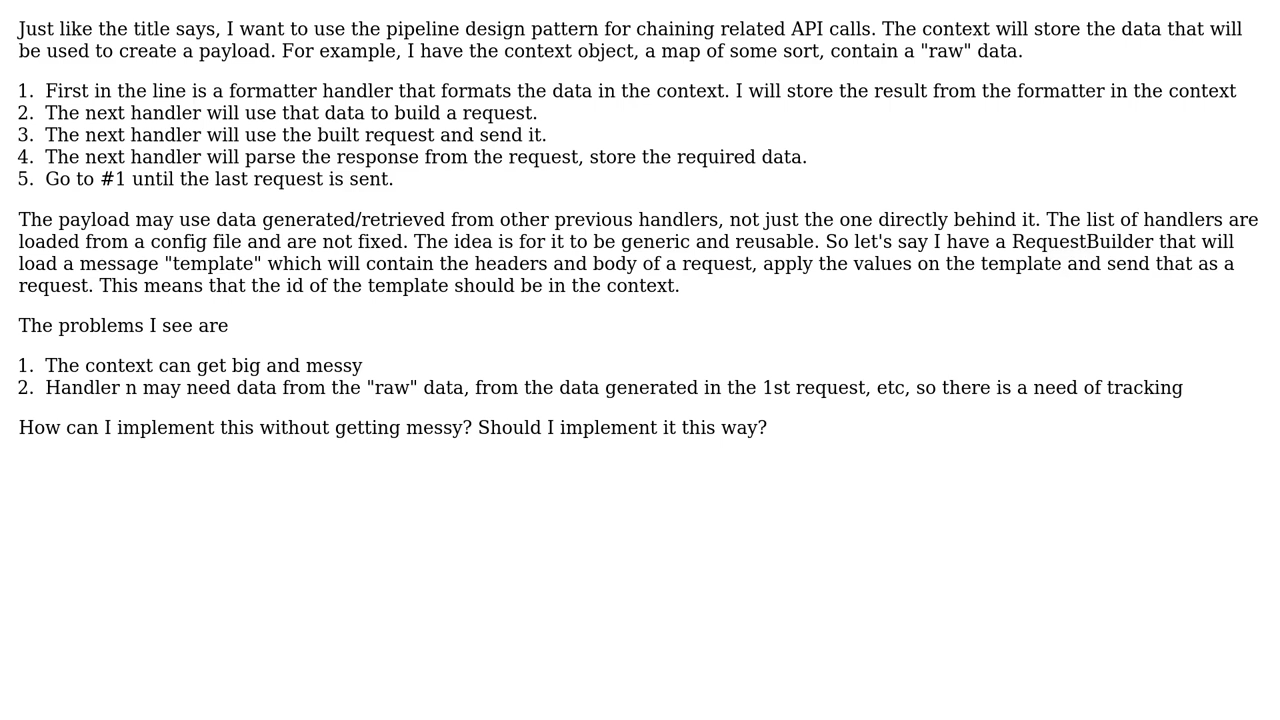 Just like the title says, I want to use the pipeline design pattern for chaining related API calls. The context will store the data that will
be used to create a payload. For example, I have the context object, a map of some sort, contain a "raw" data.
1. First in the line is a formatter handler that formats the data in the context. I will store the result from the formatter in the context
2. The next handler will use that data to build a request.
3. The next handler will use the built request and send it.
4. The next handler will parse the response from the request, store the required data.
5. Go to #1 until the last request is sent.
The payload may use data generated/retrieved from other previous handlers, not just the one directly behind it. The list of handlers are
loaded from a config file and are not fixed. The idea is for it to be generic and reusable. So let's say I have a RequestBuilder that will
load a message "template" which will contain the headers and body of a request, apply the values on the template and send that as a
request. This means that the id of the template should be in the context.
The problems I see are
1. The context can get big and messy
2. Handler n may need data from the "raw" data, from the data generated in the 1st request, etc, so there is a need of tracking
How can I implement this without getting messy? Should I implement it this way?